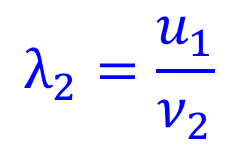 λ₂ = u₁/ν₂